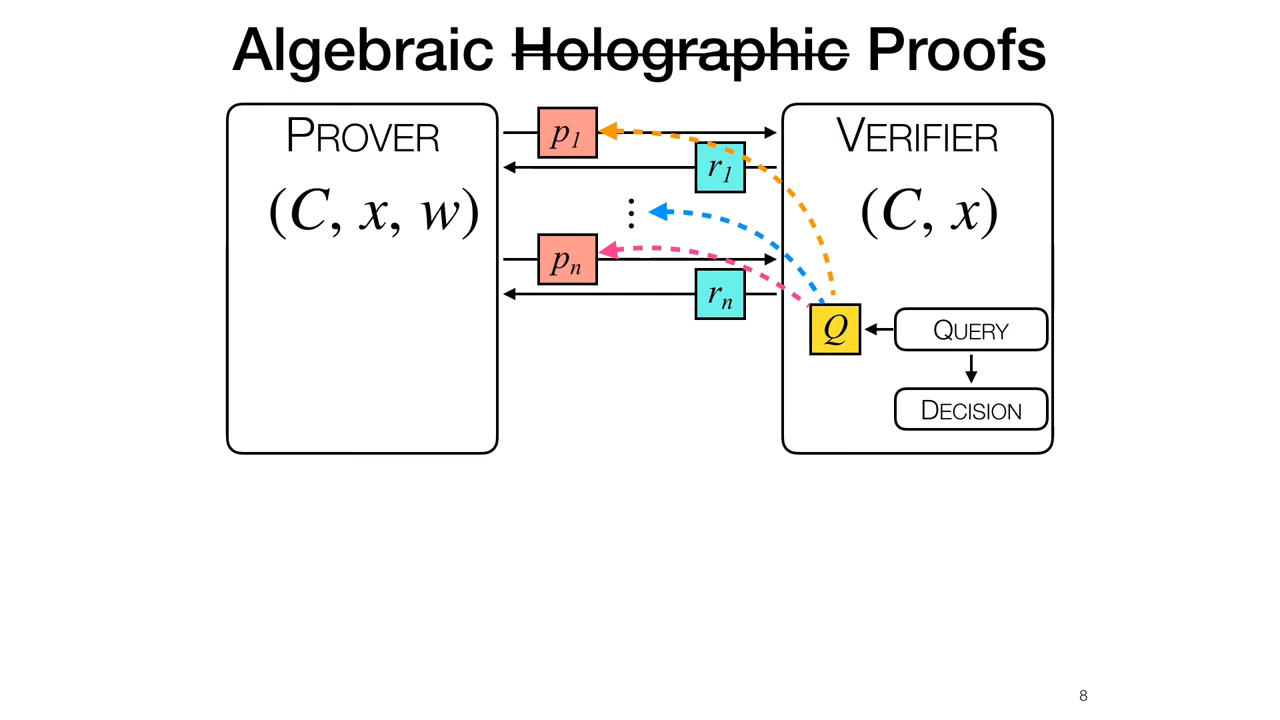 Algebraic Holographic Proofs
PROVER
(C, x, w)
p1
r1
⋮
pn
rn
VERIFIER
(C, x)
Q
QUERY
DECISION
8